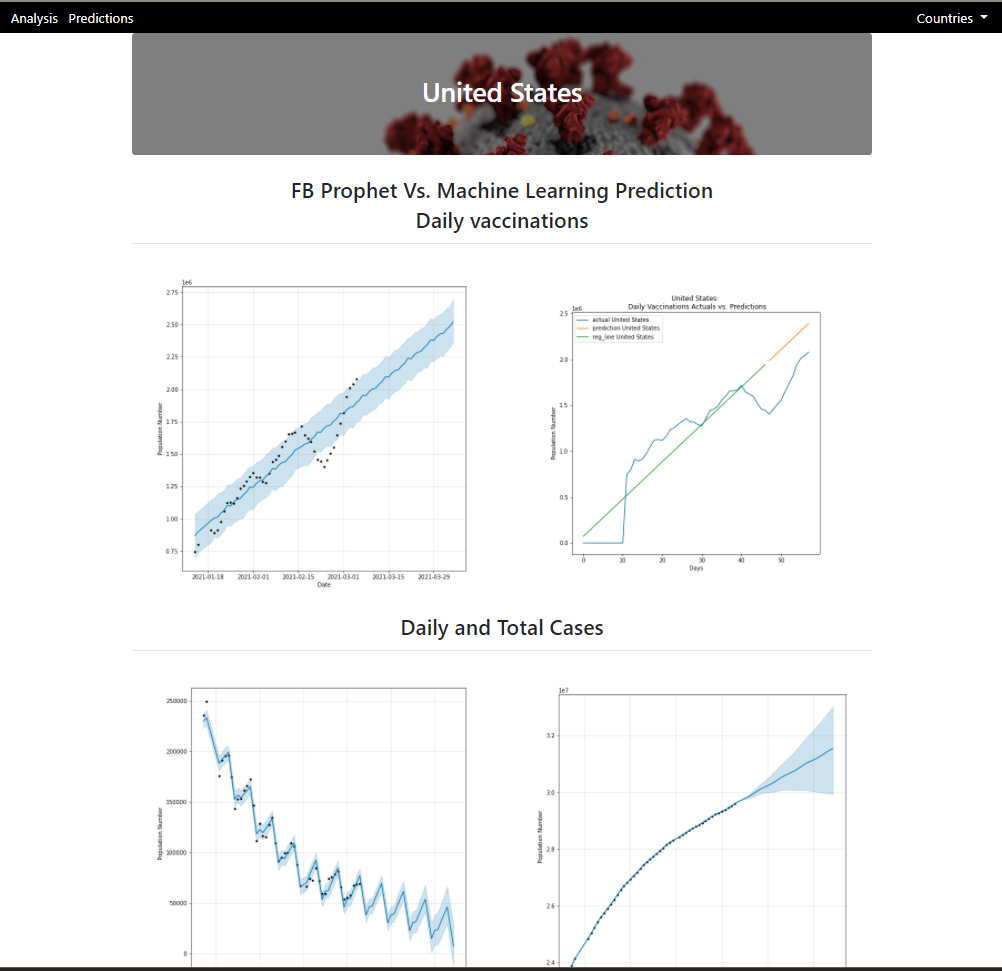 Analysis Predictions Countries
United States
FB Prophet Vs. Machine Learning Prediction
Daily vaccinations
1e6
2.75
2.50
2.25
2.00
1.75
1.50
1.25
1.00
0.75
Population Number
2021-01-18 2021-02-01 2021-02-15 2021-03-01 2021-03-15 2021-03-29
Date
United States:
Daily Vaccinations Actuals vs. Predictions
1e6
actual United States
prediction United States
reg_line United States
2.5
2.0
1.5
1.0
0.5
0.0
Population Number
0 10 20 30 40 50
Days
Daily and Total Cases
250000
200000
150000
100000
50000
0
Population Number
1e7
3.2
3.0
2.8
2.6
2.4
Population Number